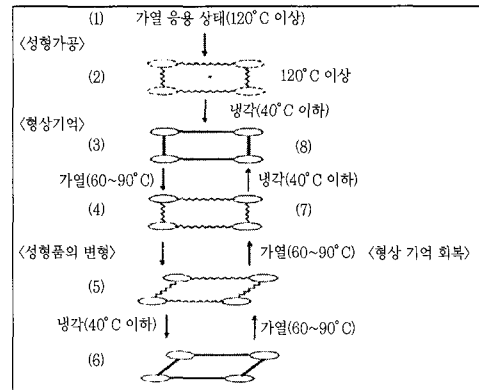 (1) 가열 응용 상태(120°C 이상)
〈성형가공〉
(2) 120°C 이상
냉각(40°C 이하)
〈형상기억〉
(3) (8)
가열(60~90°C) 냉각(40°C 이하)
(4) (7)
〈성형품의 변형〉 가열(60~90°C) 〈형상 기억 회복〉
(5)
냉각(40°C 이하) 가열(60~90°C)
(6)